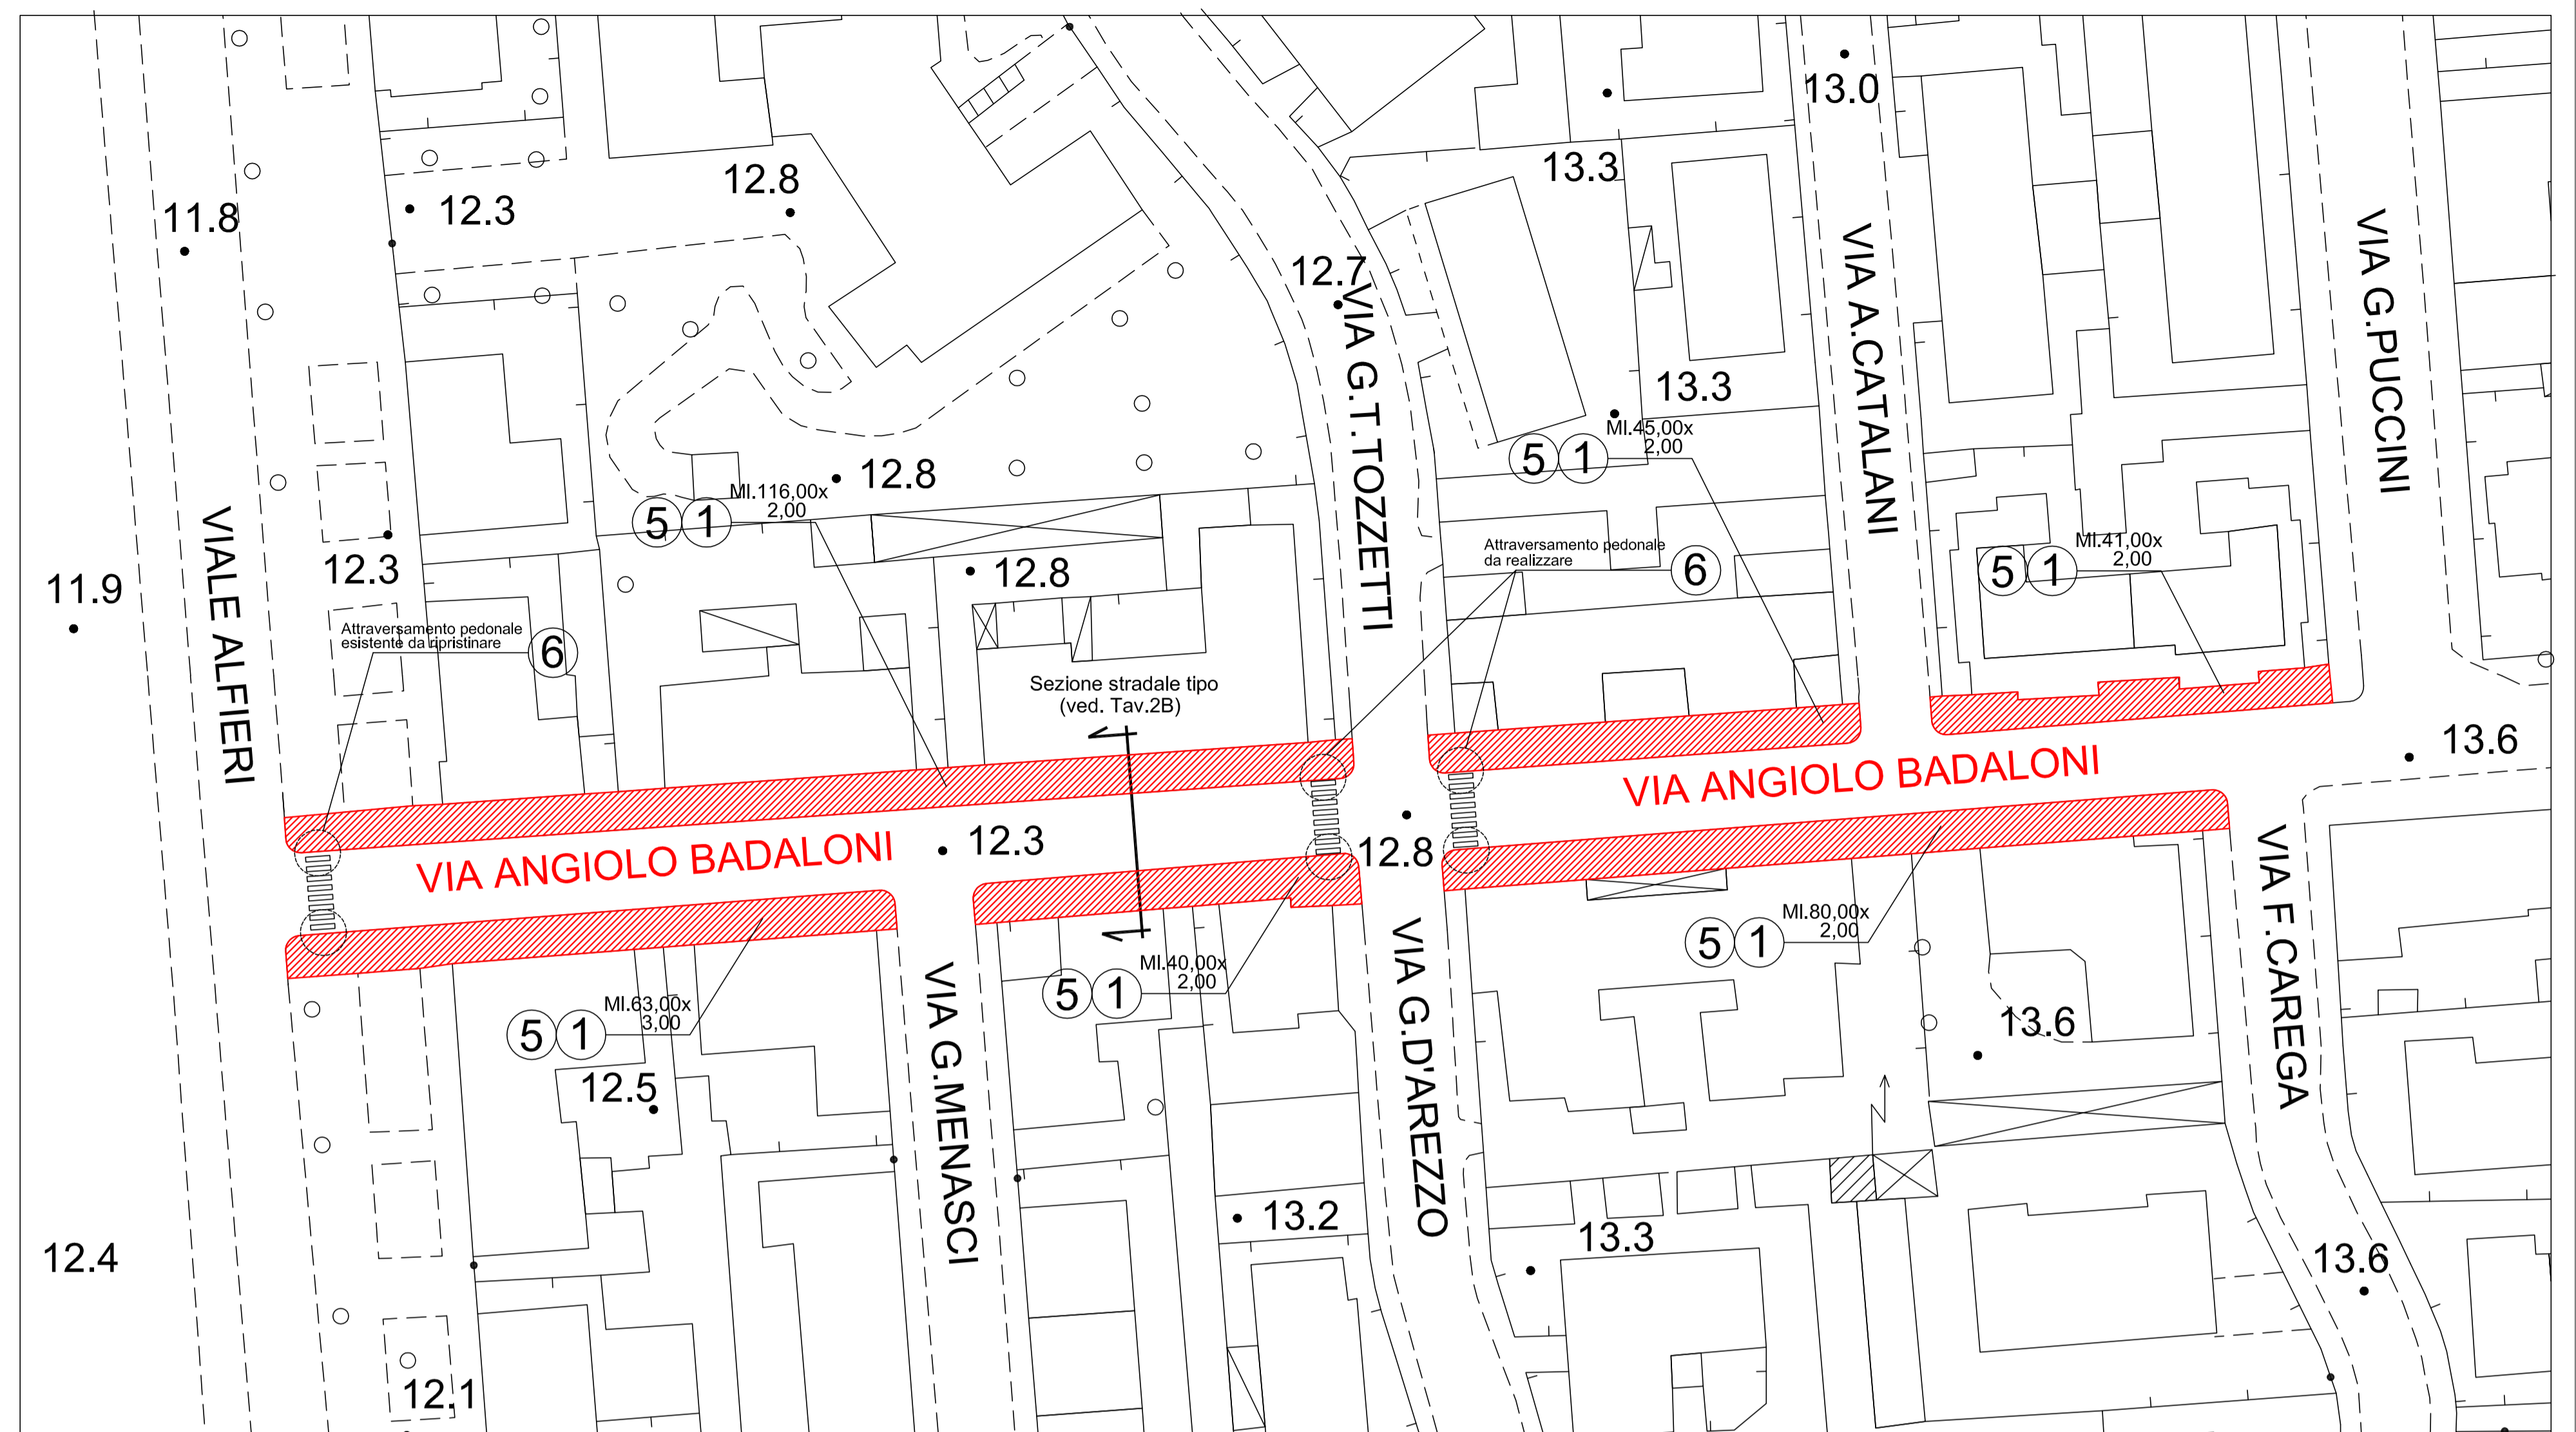 13.0
13.3
12.8
12.3
11.8
12.7
VIA G.PUCCINI
VIA A.CATALANI
VIA G.T.TOZZETTI
13.3
Ml.45,00x
2,00
5 1
12.8
Ml.116,00x
2,00
5 1
VIALE ALFIERI
12.3
12.8
11.9
Attraversamento pedonale
da realizzare
6
Ml.41,00x
2,00
5 1
Attraversamento pedonale
esistente da ripristinare
6
Sezione stradale tipo
(ved. Tav.2B)
13.6
VIA ANGIOLO BADALONI
VIA ANGIOLO BADALONI
12.3
12.8
VIA F.CAREGA
Ml.80,00x
2,00
5 1
VIA G.D'AREZZO
Ml.40,00x
2,00
5 1
VIA G.MENASCI
Ml.63,00x
3,00
5 1
13.6
12.5
13.2
13.3
12.4
13.6
12.1